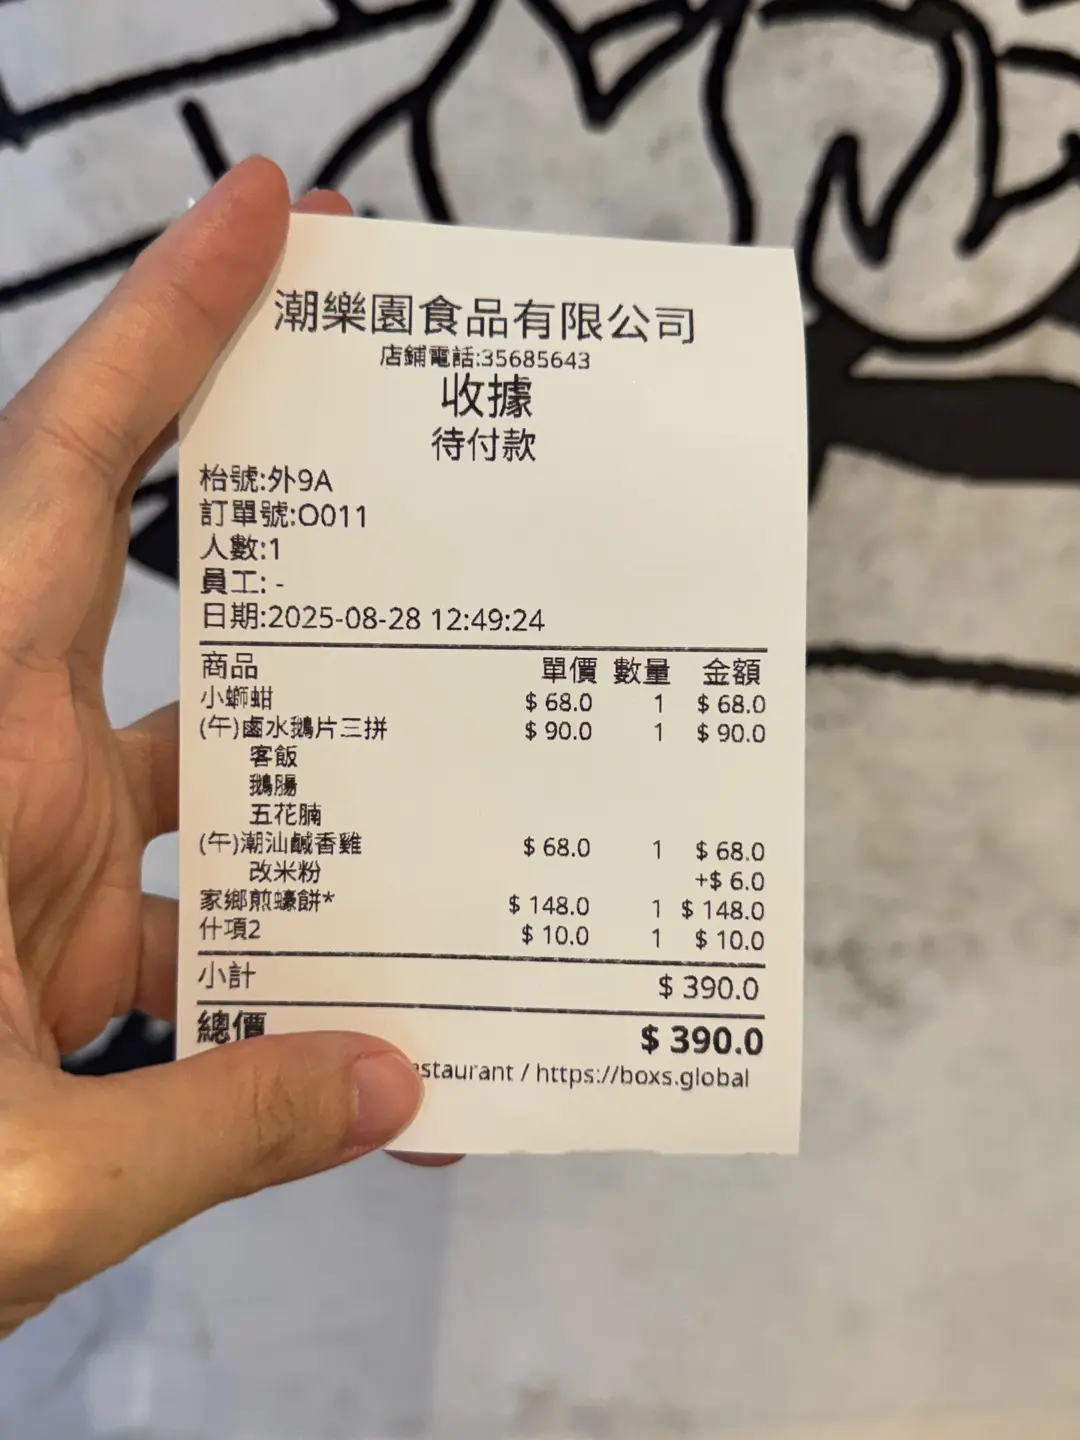 潮樂園食品有限公司
店鋪電話:35685643
收據
待付款
枱號:外9A
訂單號:O011
人數:1
員工: -
日期:2025-08-28 12:49:24
商品 單價 數量 金額
小螄蚶 $ 68.0 1 $ 68.0
(午)鹵水鵝片三拼 $ 90.0 1 $ 90.0
客飯
鵝腸
五花腩
(午)潮汕鹹香雞 $ 68.0 1 $ 68.0
改米粉 +$ 6.0
家鄉煎蠔餅* $ 148.0 1 $ 148.0
什項2 $ 10.0 1 $ 10.0
小計 $ 390.0
總價 $ 390.0
/ https://boxs.global